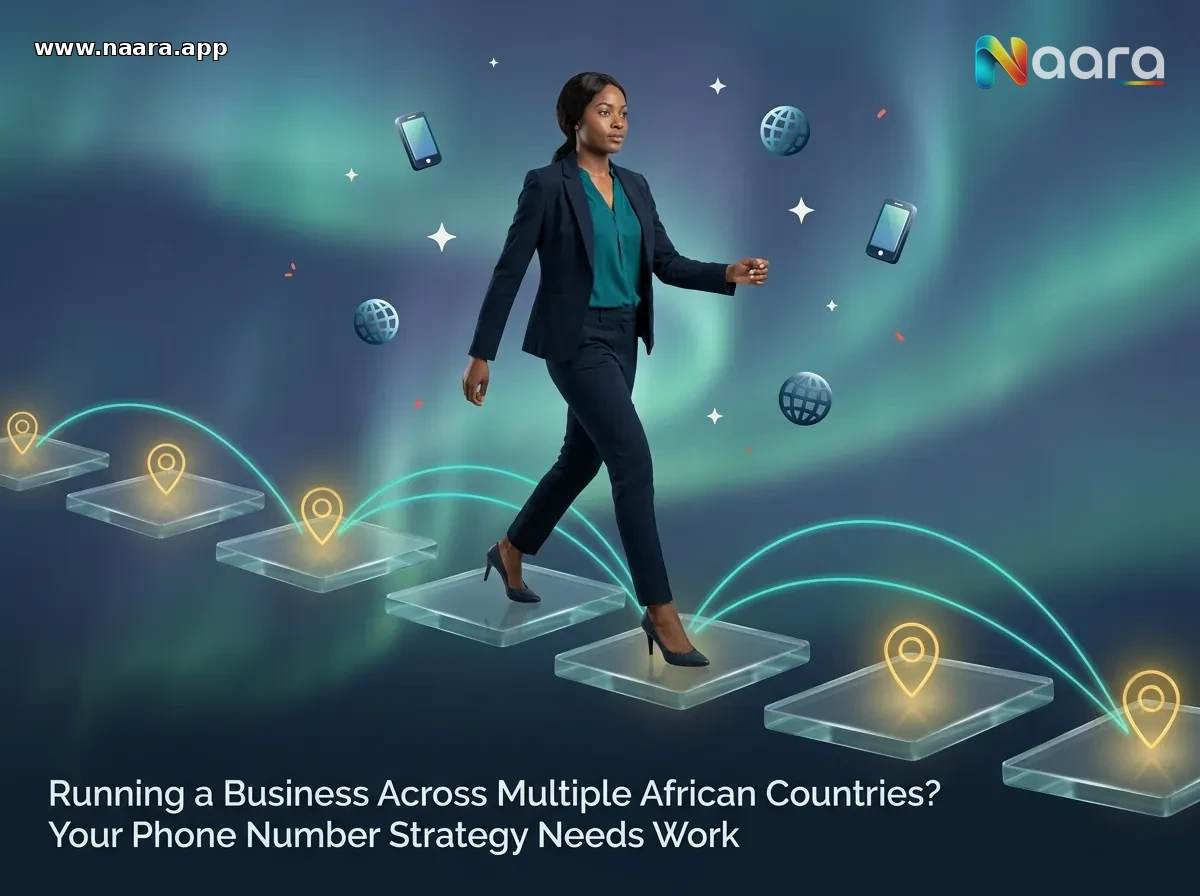 www.naara.app
Naara
Running a Business Across Multiple African Countries?
Your Phone Number Strategy Needs Work